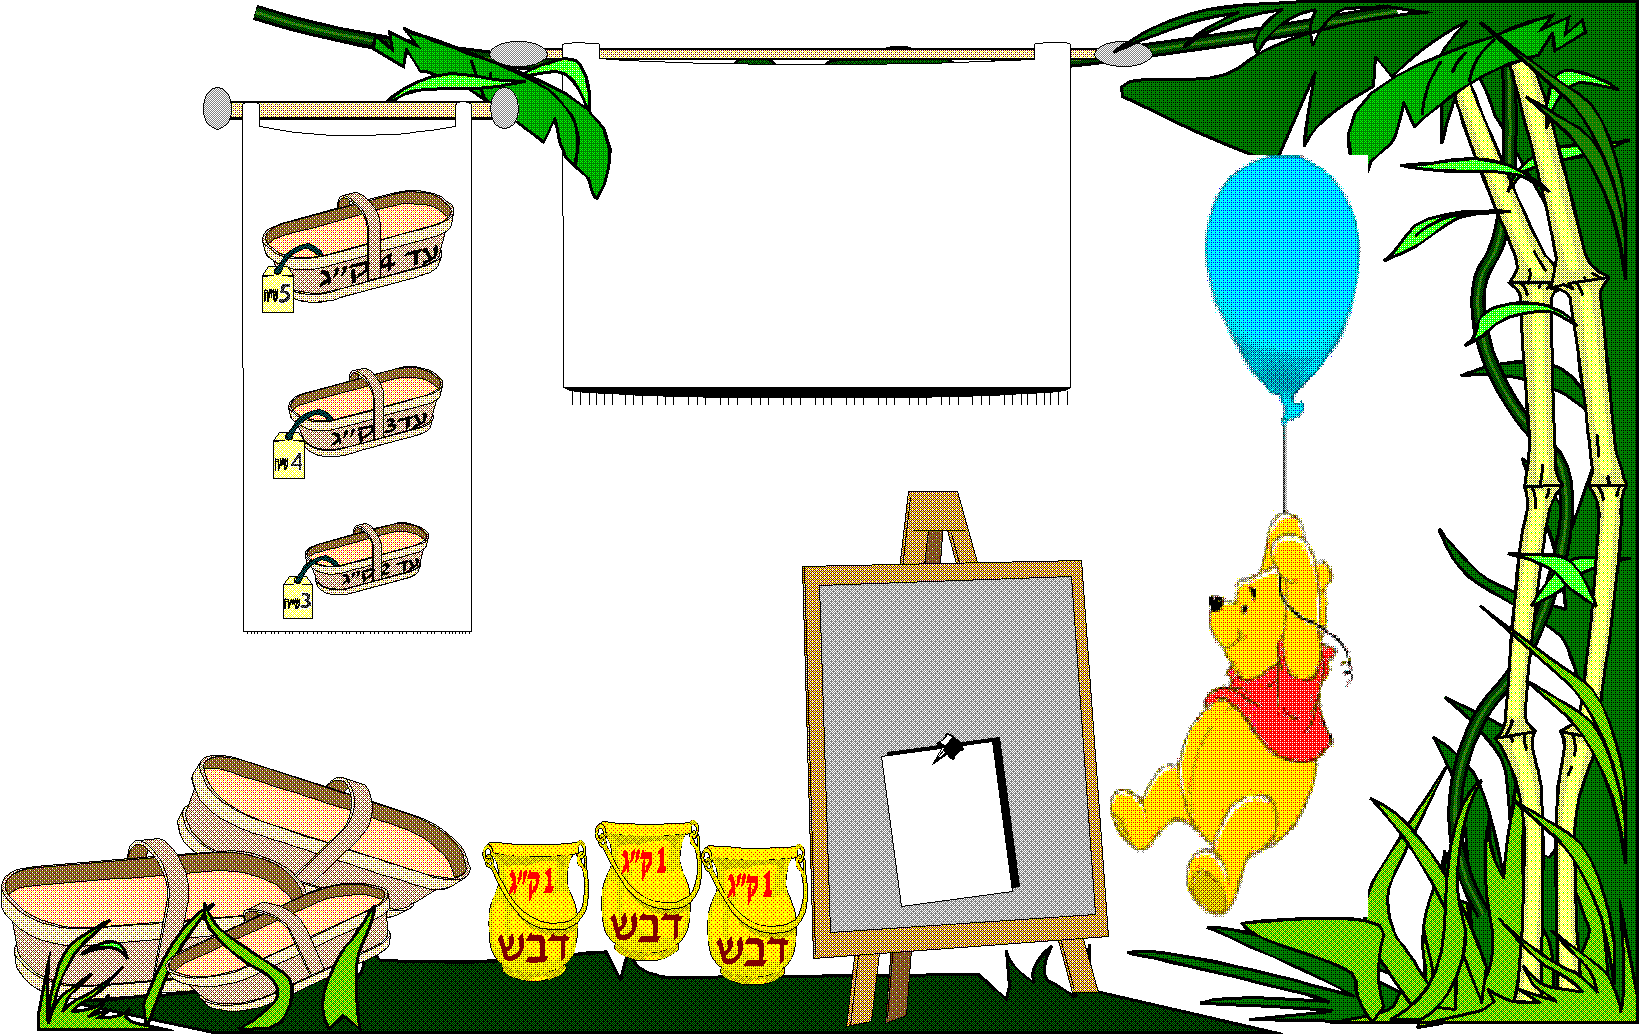 עד 4 ק״ג
5 ש״ח
עד 3 ק״ג
4 ש״ח
עד 2 ק״ג
3 ש״ח
1 ק״ג
דבש
1 ק״ג
דבש
1 ק״ג
דבש